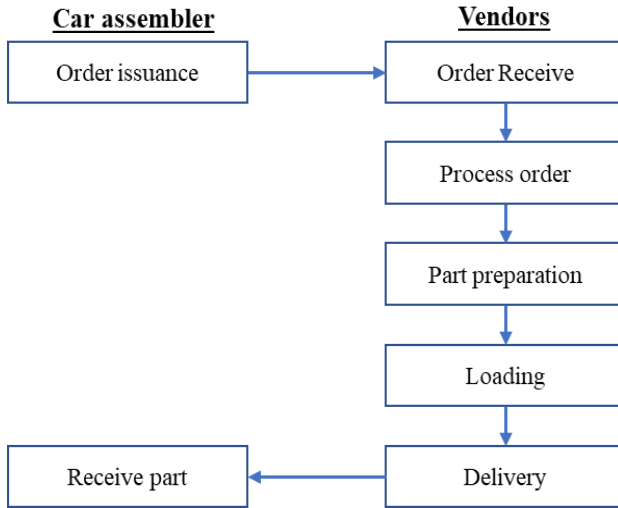 Car assembler
Vendors
Order issuance
Order Receive
Process order
Part preparation
Loading
Receive part
Delivery